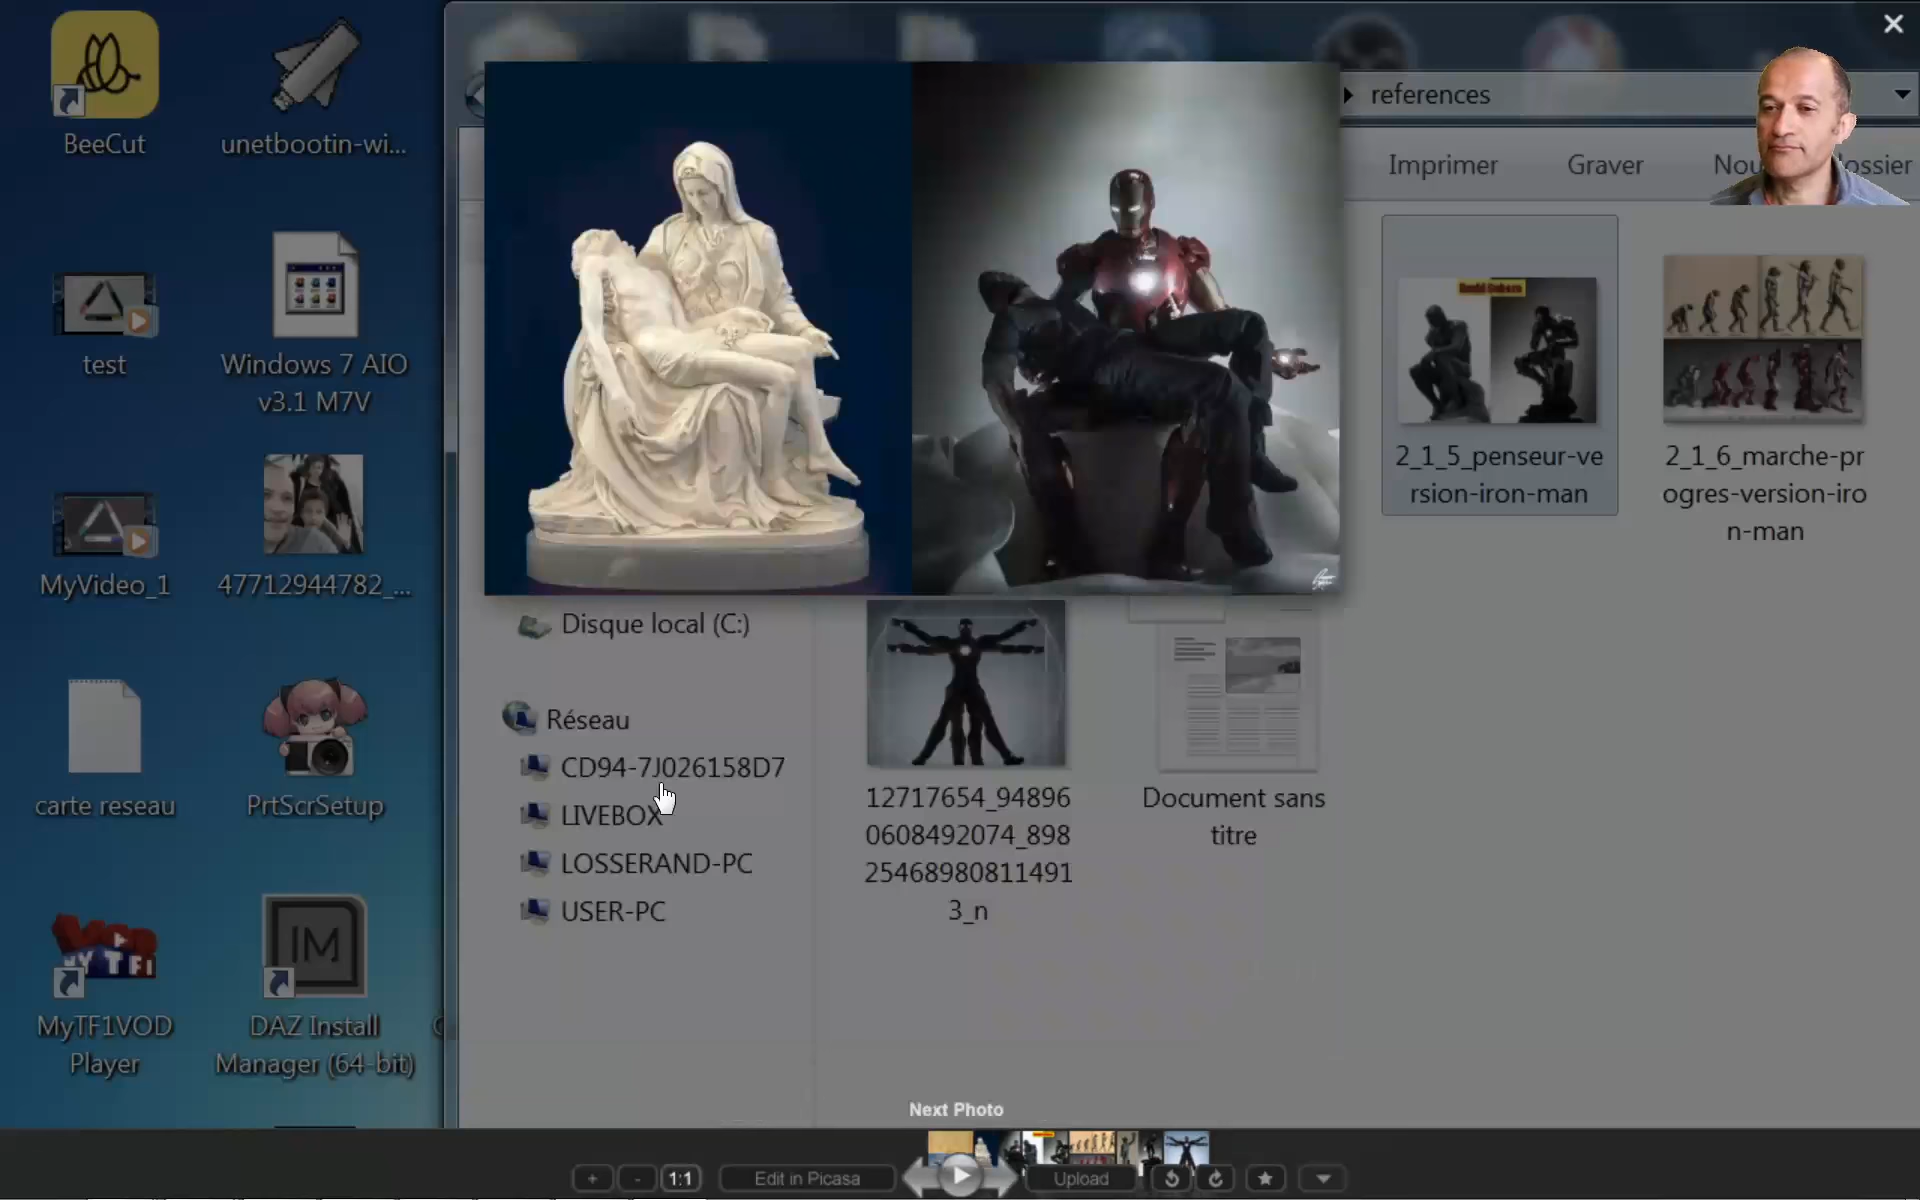 BeeCut
unetbootin-wi...
test
Windows 7 AIO
v3.1 M7V
MyVideo_1
47712944782_...
carte reseau
PrtScrSetup
MyTF1VOD
Player
IM
DAZ Install
Manager (64-bit)
references
Imprimer
Graver
2_1_5_penseur-ve
rsion-iron-man
2_1_6_marche-pr
ogres-version-iro
n-man
Disque local (C:)
Réseau
CD94-7J026158D7
LIVEBOX
LOSSERAND-PC
USER-PC
12717654_94896
0608492074_898
25468980811491
3_n
Document sans
titre
Next Photo
+
-
1:1
Edit in Picasa
Upload